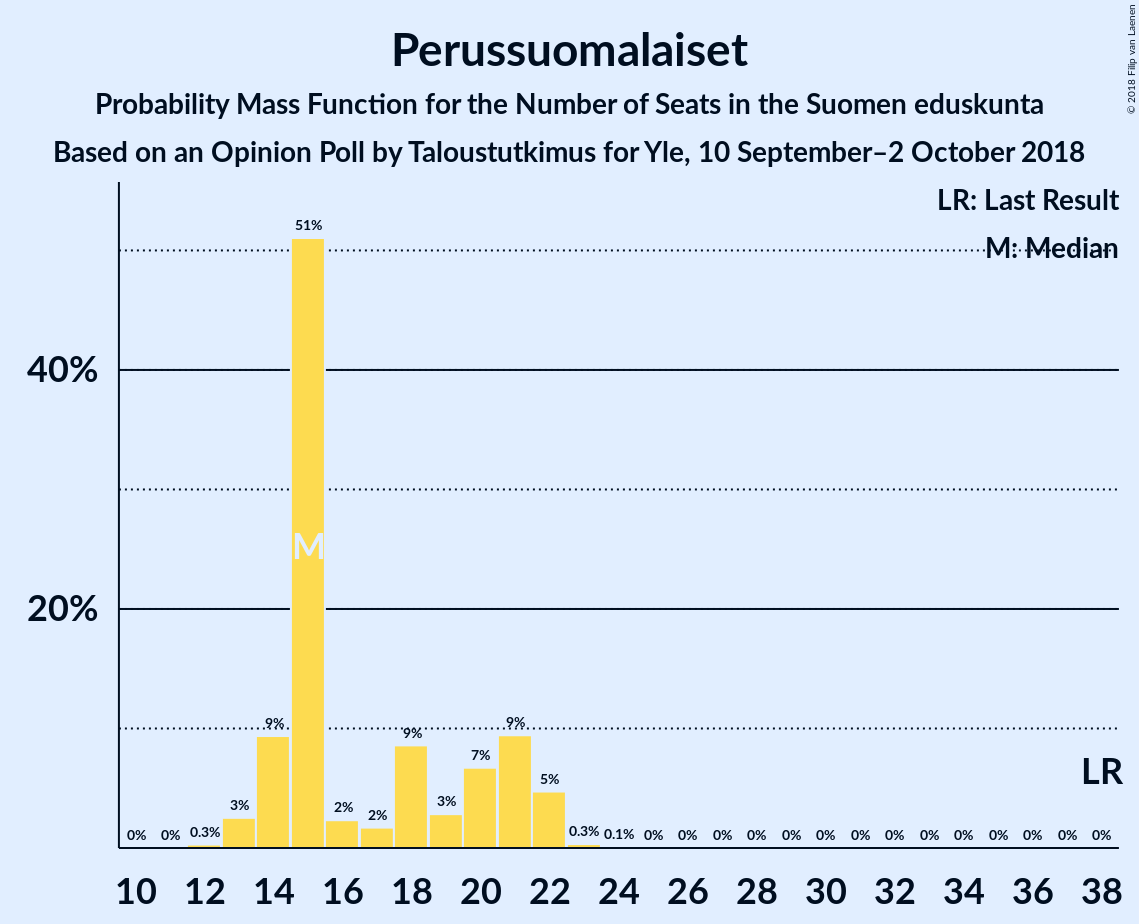 Perussuomalaiset
Probability Mass Function for the Number of Seats in the Suomen eduskunta
Based on an Opinion Poll by Taloustutkimus for Yle, 10 September–2 October 2018
© 2018 Filip van Laenen
LR: Last Result
M: Median
40%
20%
0% 0% 0.3% 3% 9% 51% 2% 2% 9% 3% 7% 9% 5% 0.3% 0.1% 0% 0% 0% 0% 0% 0% 0% 0% 0% 0% 0% 0% 0% 0%
M
LR
10 12 14 16 18 20 22 24 26 28 30 32 34 36 38